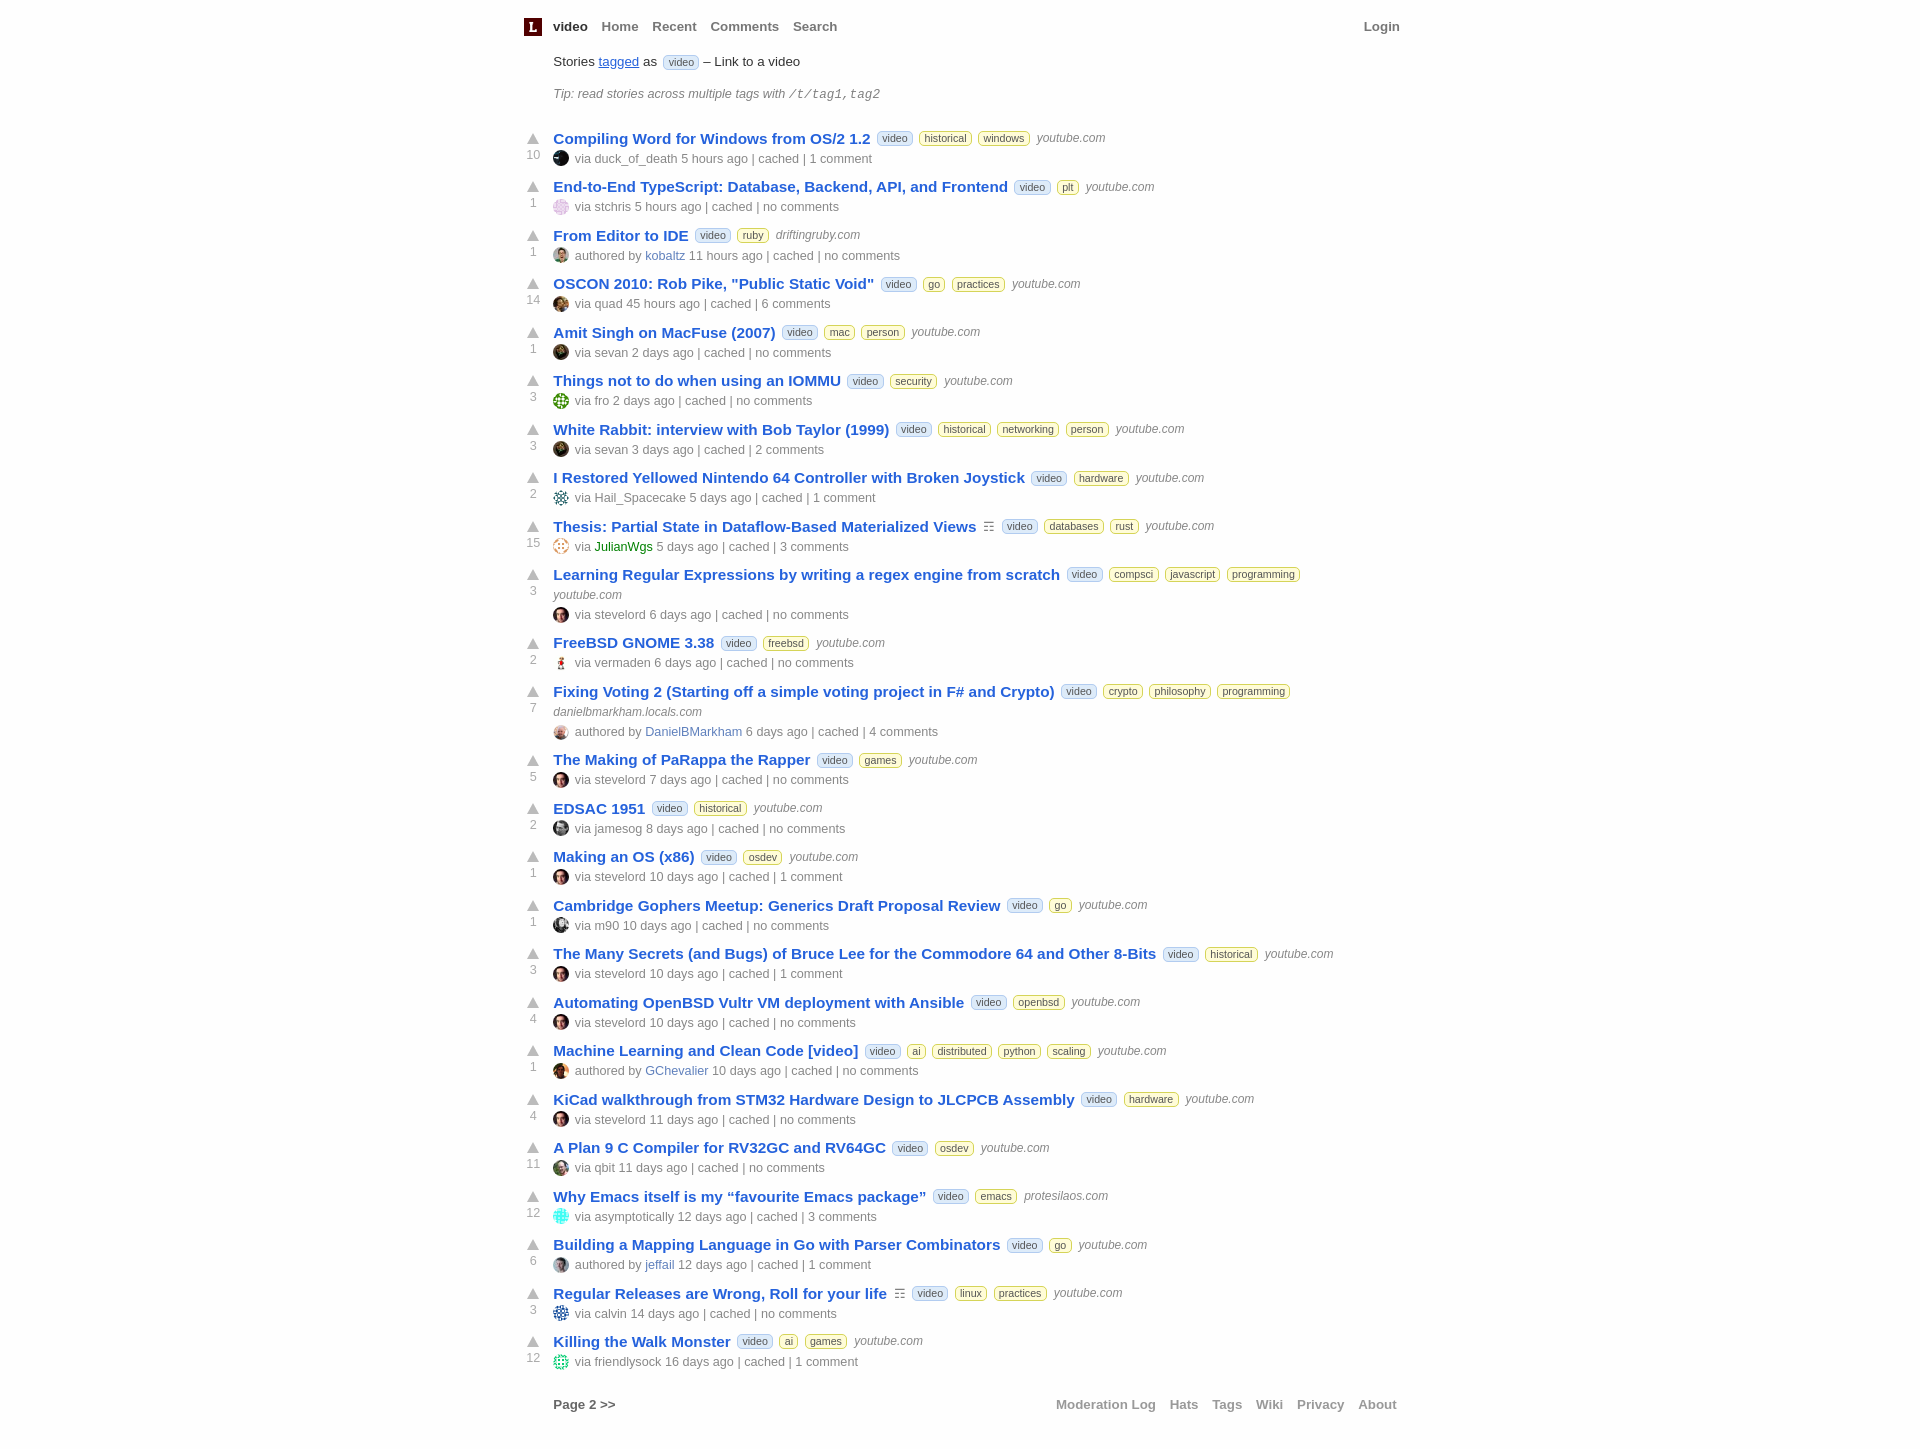 L video Home Recent Comments Search Login
Stories tagged as video – Link to a video
Tip: read stories across multiple tags with /t/tag1,tag2
Compiling Word for Windows from OS/2 1.2 video historical windows youtube.com
10 via duck_of_death 5 hours ago | cached | 1 comment
End-to-End TypeScript: Database, Backend, API, and Frontend video plt youtube.com
1 via stchris 5 hours ago | cached | no comments
From Editor to IDE video ruby driftingruby.com
1 authored by kobaltz 11 hours ago | cached | no comments
OSCON 2010: Rob Pike, "Public Static Void" video go practices youtube.com
14 via quad 45 hours ago | cached | 6 comments
Amit Singh on MacFuse (2007) video mac person youtube.com
1 via sevan 2 days ago | cached | no comments
Things not to do when using an IOMMU video security youtube.com
3 via fro 2 days ago | cached | no comments
White Rabbit: interview with Bob Taylor (1999) video historical networking person youtube.com
3 via sevan 3 days ago | cached | 2 comments
I Restored Yellowed Nintendo 64 Controller with Broken Joystick video hardware youtube.com
2 via Hail_Spacecake 5 days ago | cached | 1 comment
Thesis: Partial State in Dataflow-Based Materialized Views ☶ video databases rust youtube.com
15 via JulianWgs 5 days ago | cached | 3 comments
Learning Regular Expressions by writing a regex engine from scratch video compsci javascript programming
3 youtube.com
via stevelord 6 days ago | cached | no comments
FreeBSD GNOME 3.38 video freebsd youtube.com
2 via vermaden 6 days ago | cached | no comments
Fixing Voting 2 (Starting off a simple voting project in F# and Crypto) video crypto philosophy programming
7 danielbmarkham.locals.com
authored by DanielBMarkham 6 days ago | cached | 4 comments
The Making of PaRappa the Rapper video games youtube.com
5 via stevelord 7 days ago | cached | no comments
EDSAC 1951 video historical youtube.com
2 via jamesog 8 days ago | cached | no comments
Making an OS (x86) video osdev youtube.com
1 via stevelord 10 days ago | cached | 1 comment
Cambridge Gophers Meetup: Generics Draft Proposal Review video go youtube.com
1 via m90 10 days ago | cached | no comments
The Many Secrets (and Bugs) of Bruce Lee for the Commodore 64 and Other 8-Bits video historical youtube.com
3 via stevelord 10 days ago | cached | 1 comment
Automating OpenBSD Vultr VM deployment with Ansible video openbsd youtube.com
4 via stevelord 10 days ago | cached | no comments
Machine Learning and Clean Code [video] video ai distributed python scaling youtube.com
1 authored by GChevalier 10 days ago | cached | no comments
KiCad walkthrough from STM32 Hardware Design to JLCPCB Assembly video hardware youtube.com
4 via stevelord 11 days ago | cached | no comments
A Plan 9 C Compiler for RV32GC and RV64GC video osdev youtube.com
11 via qbit 11 days ago | cached | no comments
Why Emacs itself is my “favourite Emacs package” video emacs protesilaos.com
12 via asymptotically 12 days ago | cached | 3 comments
Building a Mapping Language in Go with Parser Combinators video go youtube.com
6 authored by jeffail 12 days ago | cached | 1 comment
Regular Releases are Wrong, Roll for your life ☶ video linux practices youtube.com
3 via calvin 14 days ago | cached | no comments
Killing the Walk Monster video ai games youtube.com
12 via friendlysock 16 days ago | cached | 1 comment
Page 2 >> Moderation Log Hats Tags Wiki Privacy About